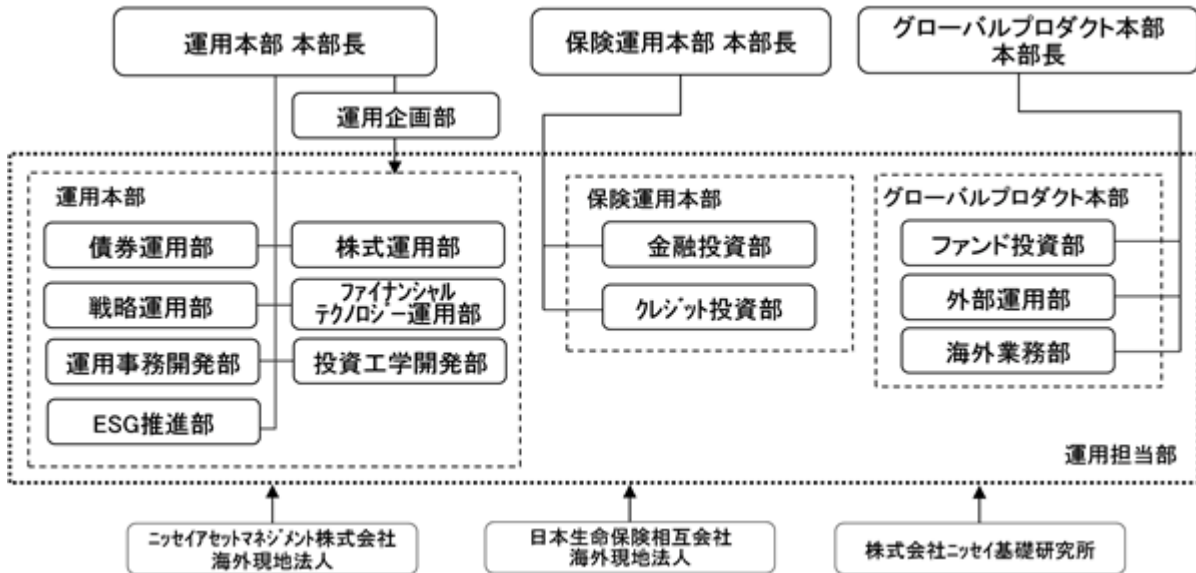 運用本部 本部長
保険運用本部 本部長
グローバルプロダクト本部
本部長
運用企画部
運用本部
債券運用部
株式運用部
戦略運用部
ファイナンシャル
テクノロジー運用部
運用事務開発部
投資工学開発部
ESG推進部
保険運用本部
金融投資部
クレジット投資部
グローバルプロダクト本部
ファンド投資部
外部運用部
海外業務部
運用担当部
ニッセイアセットマネジメント株式会社
海外現地法人
日本生命保険相互会社
海外現地法人
株式会社ニッセイ基礎研究所